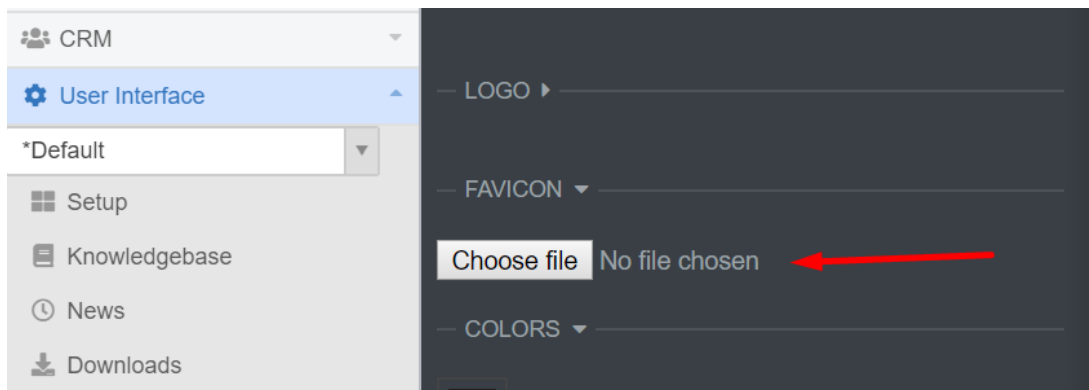 CRM
User Interface
*Default
Setup
Knowledgebase
News
Downloads
LOGO
FAVICON
Choose file No file chosen
COLORS